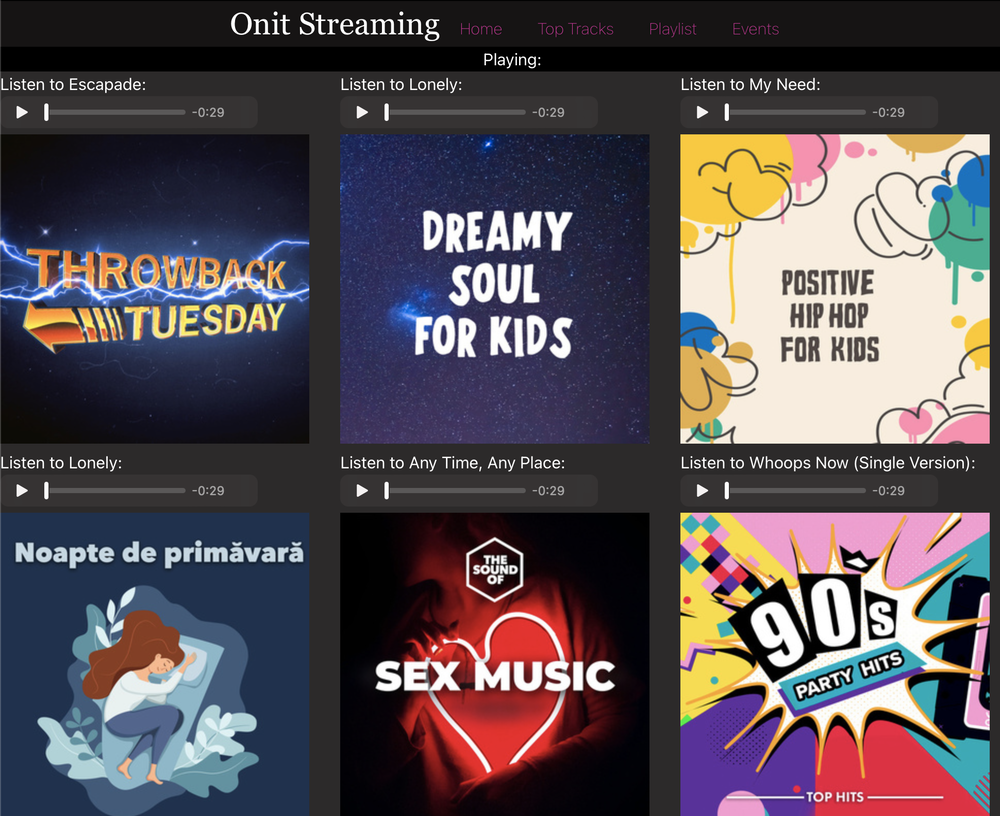 Onit Streaming
Home
Top Tracks
Playlist
Events
Playing:
Listen to Escapade:
-0:29
Listen to Lonely:
-0:29
Listen to My Need:
-0:29
THROWBACK
TUESDAY
DREAMY
SOUL
FOR KIDS
POSITIVE
HIP HOP
FOR KIDS
Listen to Lonely:
-0:29
Listen to Any Time, Any Place:
-0:29
Listen to Whoops Now (Single Version):
-0:29
Noapte de primăvară
THE
SOUND
OF
SEX MUSIC
90s
PARTY HITS
TOP HITS